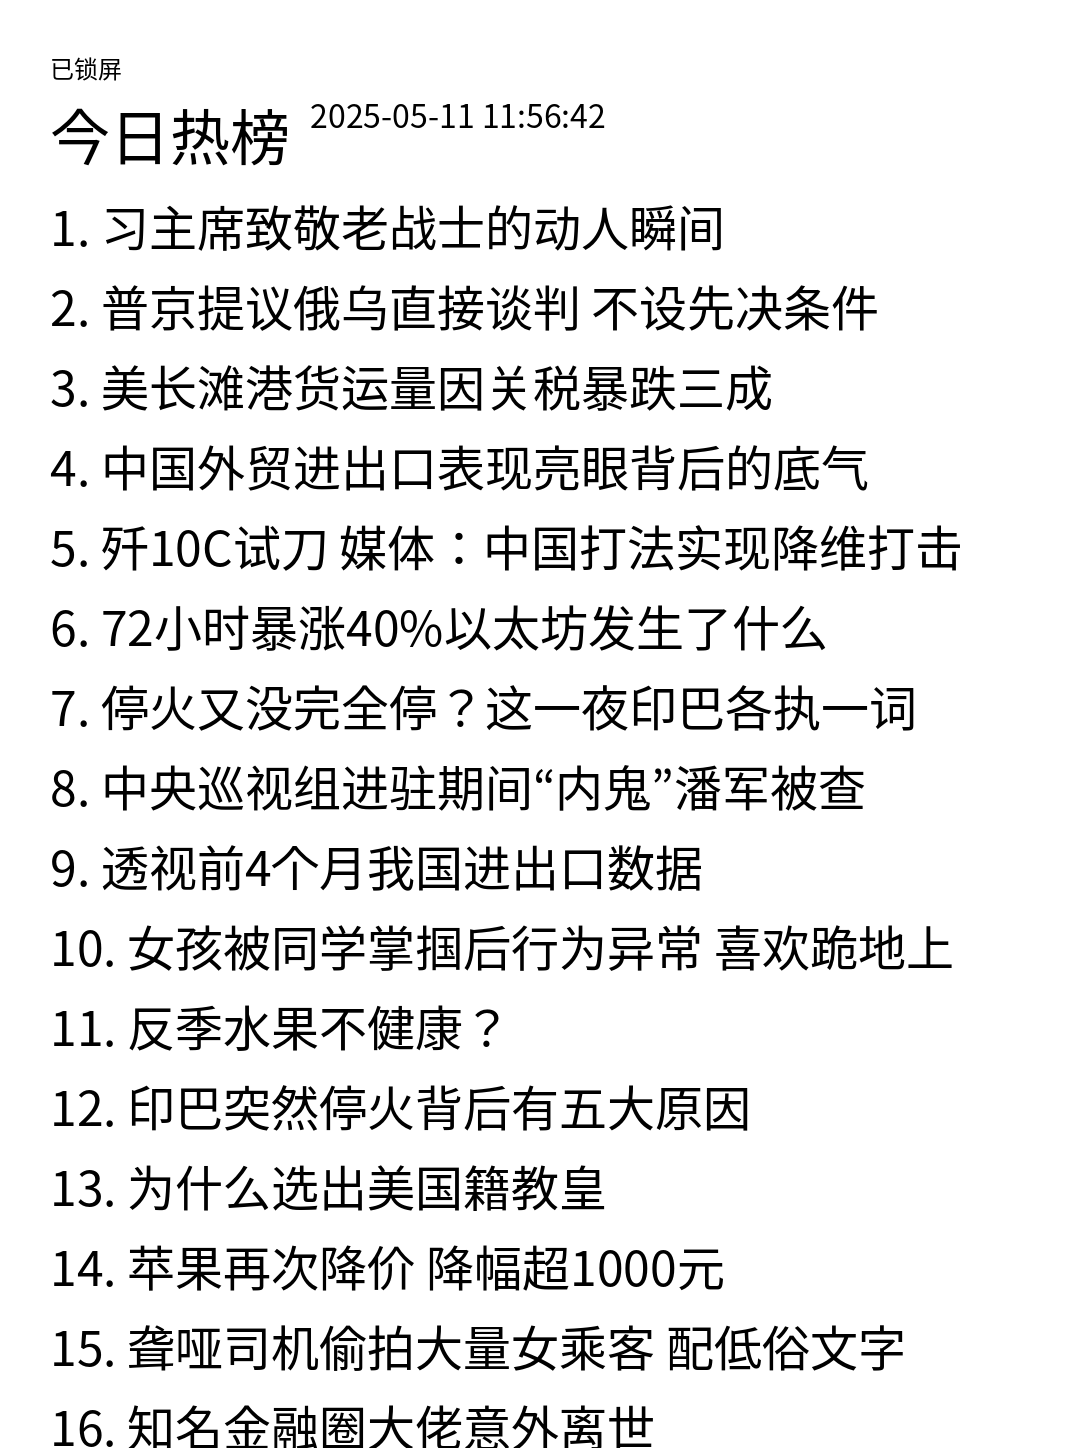 已锁屏
今日热榜 2025-05-11 11:56:42
1. 习主席致敬老战士的动人瞬间
2. 普京提议俄乌直接谈判 不设先决条件
3. 美长滩港货运量因关税暴跌三成
4. 中国外贸进出口表现亮眼背后的底气
5. 歼10C试刀 媒体：中国打法实现降维打击
6. 72小时暴涨40%以太坊发生了什么
7. 停火又没完全停？这一夜印巴各执一词
8. 中央巡视组进驻期间“内鬼”潘军被查
9. 透视前4个月我国进出口数据
10. 女孩被同学掌掴后行为异常 喜欢跪地上
11. 反季水果不健康？
12. 印巴突然停火背后有五大原因
13. 为什么选出美国籍教皇
14. 苹果再次降价 降幅超1000元
15. 聋哑司机偷拍大量女乘客 配低俗文字
16. 知名金融圈大佬意外离世